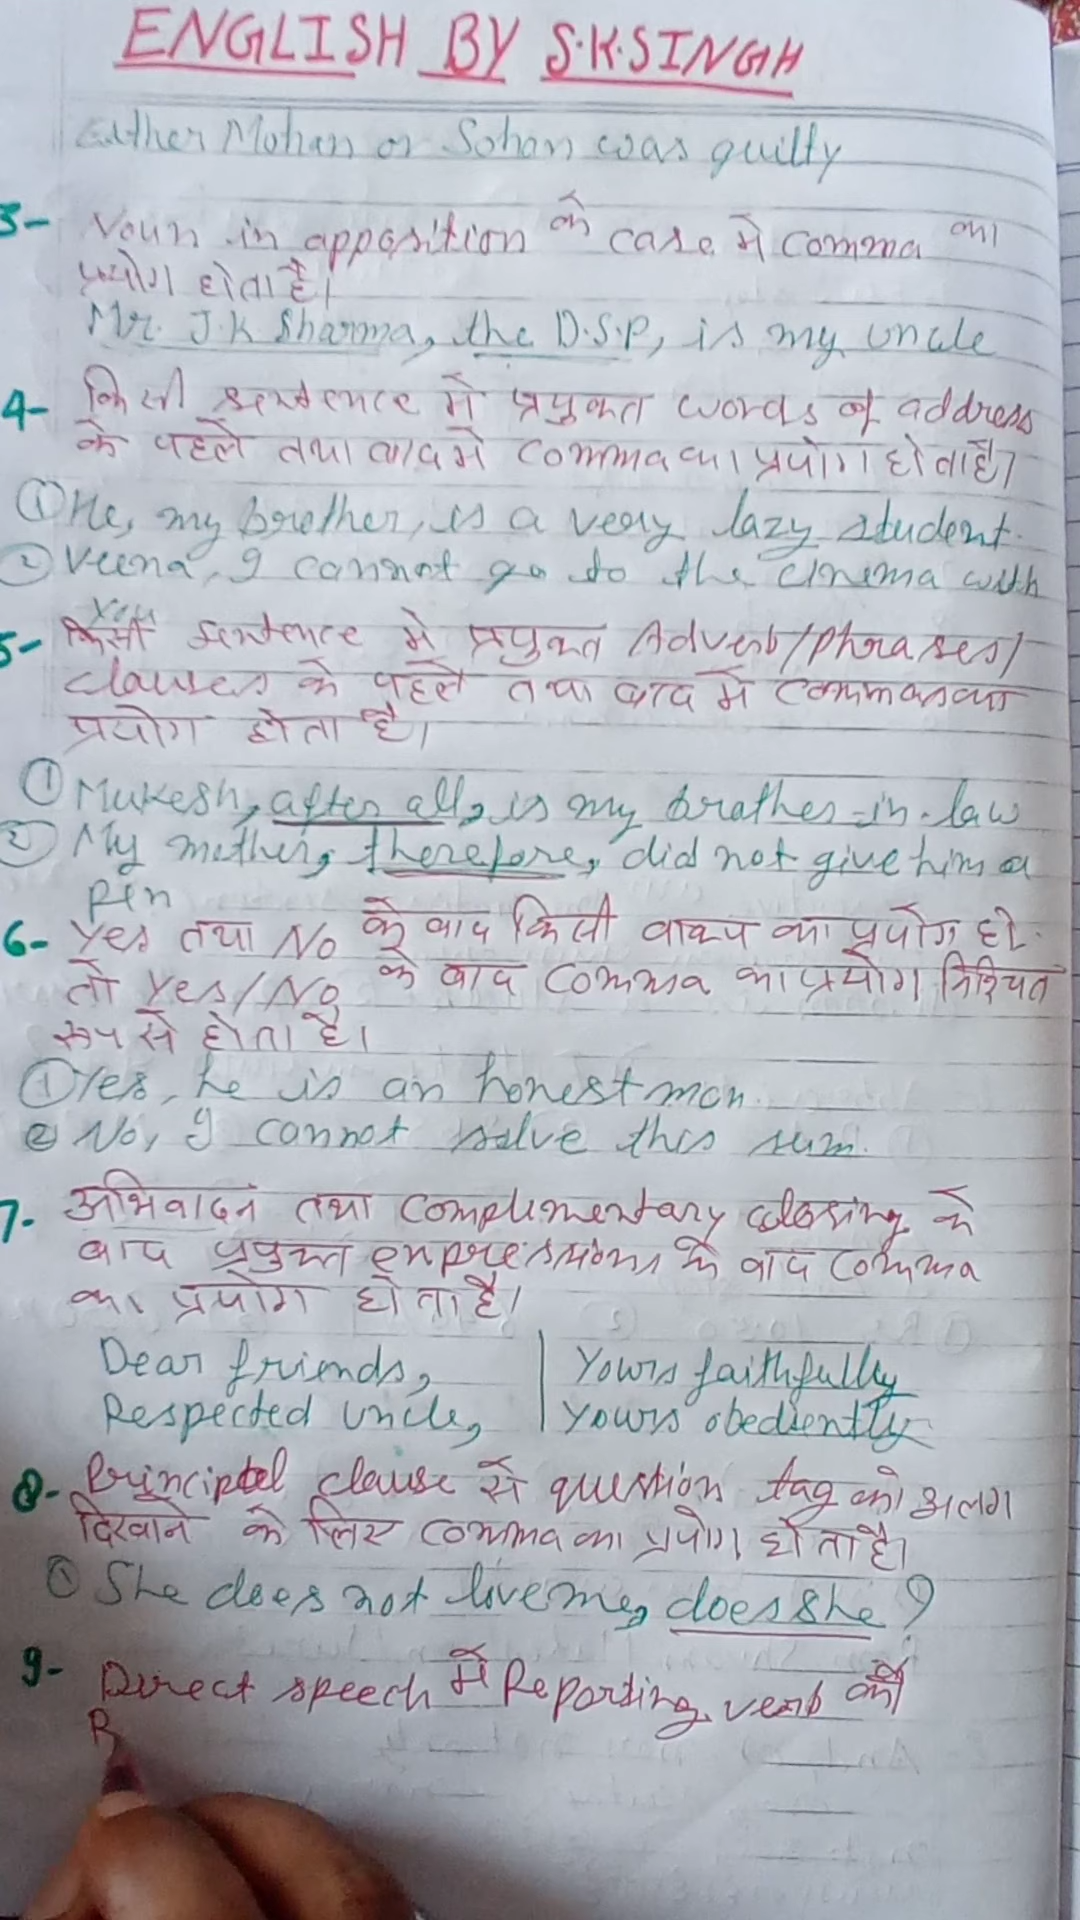 ENGLISH BY S.K.SINGH
Either Mohan or Sohan was guilty
3- Noun in apposition के case में comma का
प्रयोग होता है।
Mr. J.K Sharma, the D.S.P, is my uncle
4- किसी sentence में प्रयुक्त words of address
के पहले तथा बाद में comma का प्रयोग होता है।
① He, my brother, is a very lazy student.
② Veena, I cannot go to the cinema with
you
5- किसी sentence में प्रयुक्त Adverb/phrases/
clauses के पहले तथा बाद में commas का
प्रयोग होता है।
① Mukesh, after all, is my brother-in-law
② My mother, therefore, did not give him a
pen
6- Yes तथा No के बाद किसी वाक्य का प्रयोग हो
तो Yes/No के बाद comma का प्रयोग निश्चित
रूप से होता है।
① Yes, he is an honest man.
② No, I cannot solve this sum.
7- अभिवादन तथा complimentary closing के
बाद प्रयुक्त expressions के बाद comma
का प्रयोग होता है।
Dear friends, | Yours faithfully
Respected Uncle, | Yours obediently
8- Principal clause से question tag को अलग
दिखाने के लिए comma का प्रयोग होता है।
① She does not love me, does she?
9- Direct speech में Reporting verb को
R